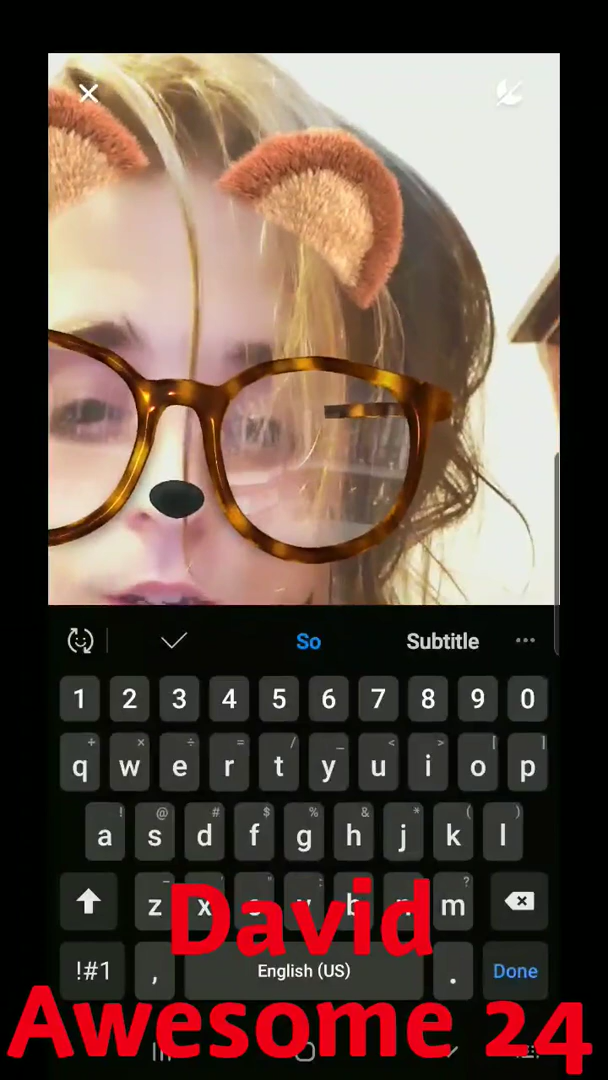 So Subtitle
1 2 3 4 5 6 7 8 9 0
q w e r t y u i o p
a s d f g h j k l
z x c v b n m
!#1 , English (US) . Done
David
Awesome 24